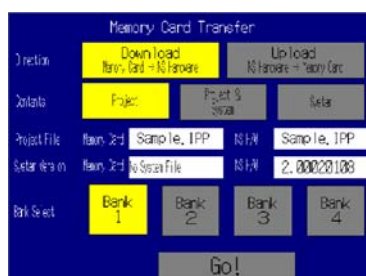 Memory Card Transfer
Direction Download Upload
Memory Card → NS Hardware NS Hardware → Memory Card
Contents Project Project & System System
Project File Memory Card Sample.IPP NS H/W Sample.IPP
System Version Memory Card No System File NS H/W 2.00020108
Bank Select Bank 1 Bank 2 Bank 3 Bank 4
Go!